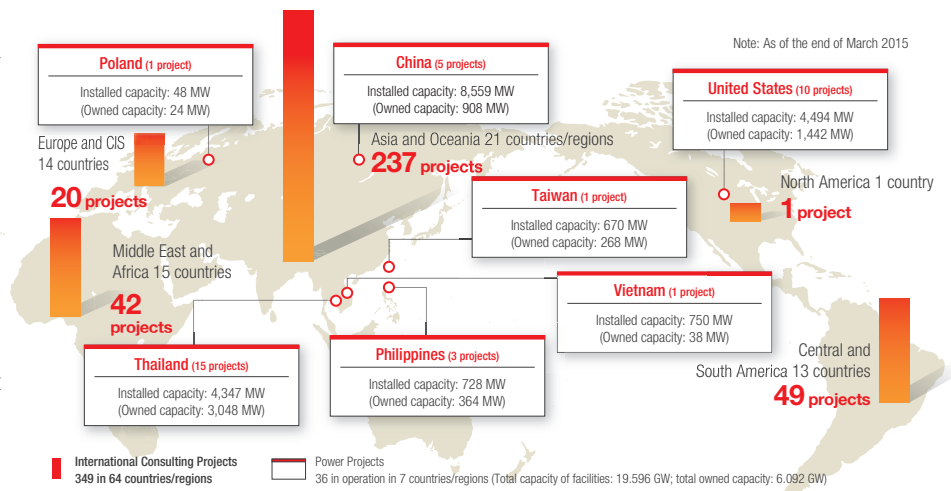 Note: As of the end of March 2015
Poland (1 project)
Installed capacity: 48 MW
(Owned capacity: 24 MW)
China (5 projects)
Installed capacity: 8,559 MW
(Owned capacity: 908 MW)
United States (10 projects)
Installed capacity: 4,494 MW
(Owned capacity: 1,442 MW)
Europe and CIS
14 countries
20 projects
Asia and Oceania 21 countries/regions
237 projects
North America 1 country
1 project
Taiwan (1 project)
Installed capacity: 670 MW
(Owned capacity: 268 MW)
Middle East and
Africa 15 countries
42
projects
Vietnam (1 project)
Installed capacity: 750 MW
(Owned capacity: 38 MW)
Thailand (15 projects)
Installed capacity: 4,347 MW
(Owned capacity: 3,048 MW)
Philippines (3 projects)
Installed capacity: 728 MW
(Owned capacity: 364 MW)
Central and
South America 13 countries
49 projects
International Consulting Projects
349 in 64 countries/regions
Power Projects
36 in operation in 7 countries/regions (Total capacity of facilities: 19.596 GW; total owned capacity: 6.092 GW)